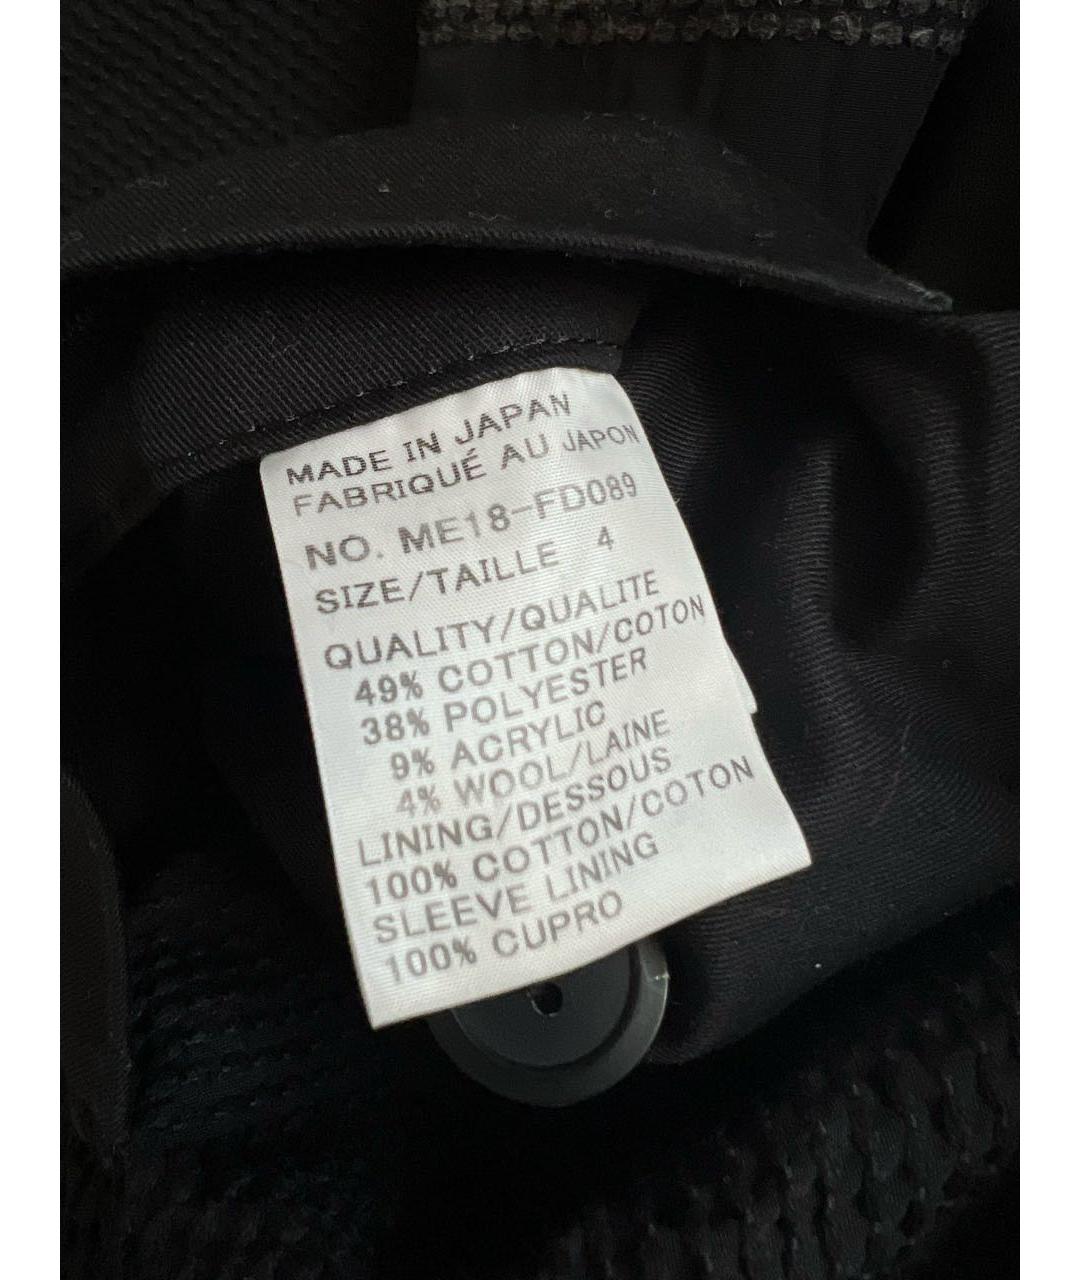 MADE IN JAPAN
FABRIQUÉ AU JAPON
NO. ME18-FD089
SIZE/TAILLE 4
QUALITY/QUALITE
49% COTTON/COTON
38% POLYESTER
9% ACRYLIC
4% WOOL/LAINE
LINING/DESSOUS
100% COTTON/COTON
SLEEVE LINING
100% CUPRO